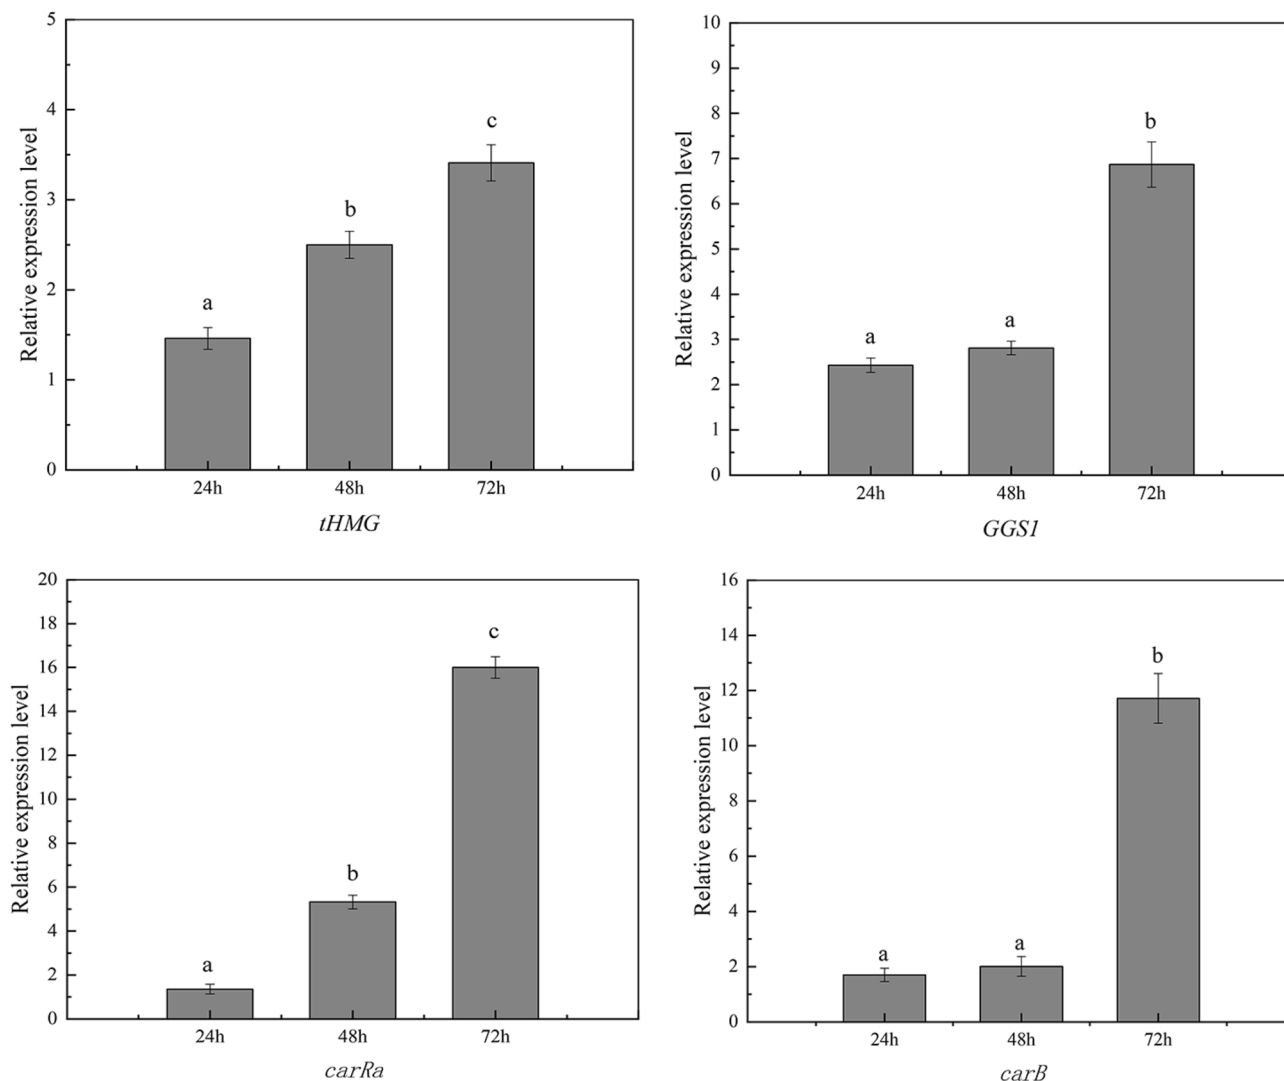 Relative expression level
5
4
3
2
1
0
a
b
c
24h
48h
72h
tHMG
Relative expression level
10
9
8
7
6
5
4
3
2
1
0
a
a
b
24h
48h
72h
GGS1
Relative expression level
20
18
16
14
12
10
8
6
4
2
0
a
b
c
24h
48h
72h
carRa
Relative expression level
16
14
12
10
8
6
4
2
0
a
a
b
24h
48h
72h
carB